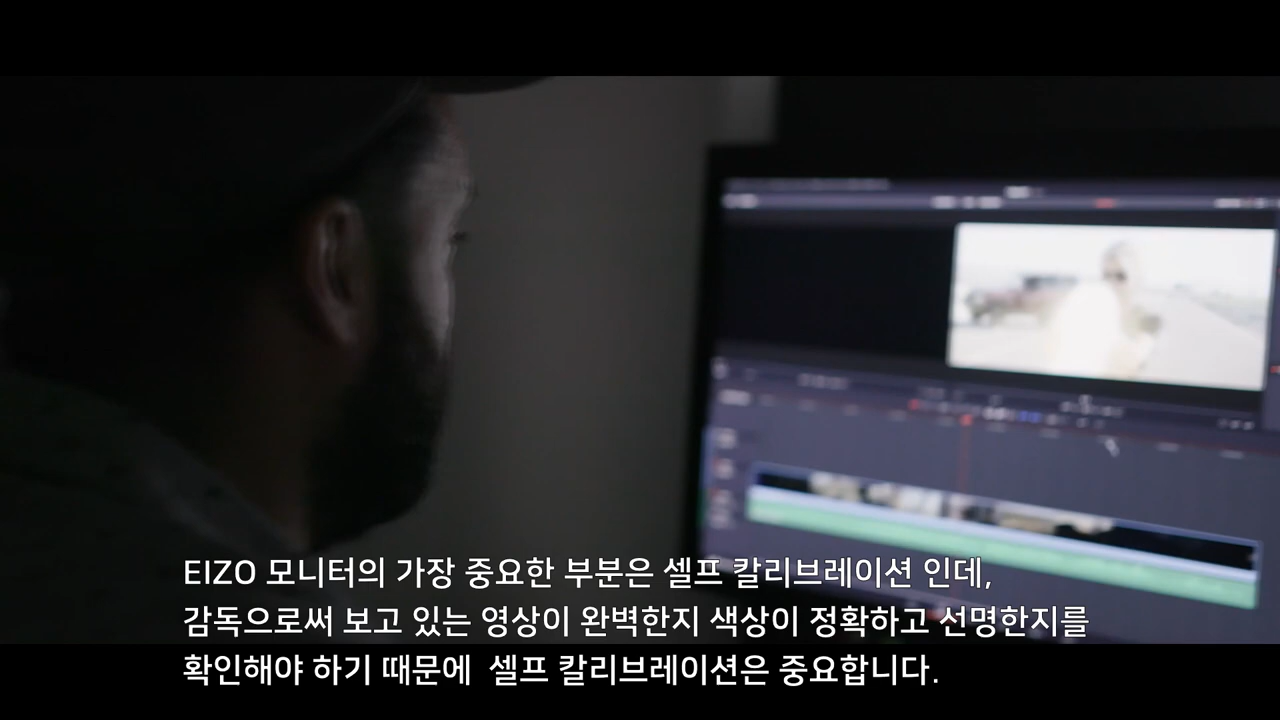 EIZO 모니터의 가장 중요한 부분은 셀프 칼리브레이션 인데,
감독으로써 보고 있는 영상이 완벽한지 색상이 정확하고 선명한지를
확인해야 하기 때문에  셀프 칼리브레이션은 중요합니다.